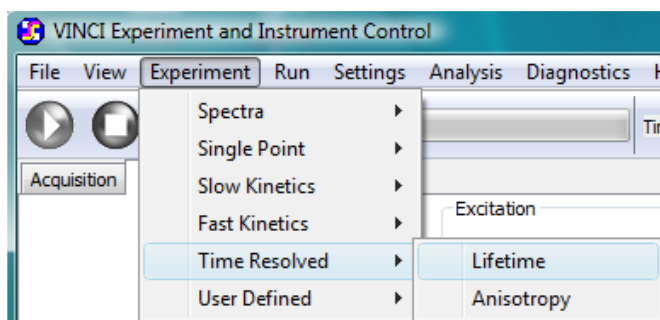 VINCI Experiment and Instrument Control
File View Experiment Run Settings Analysis Diagnostics
Spectra
Single Point
Acquisition
Slow Kinetics
Excitation
Fast Kinetics
Time Resolved
Lifetime
User Defined
Anisotropy